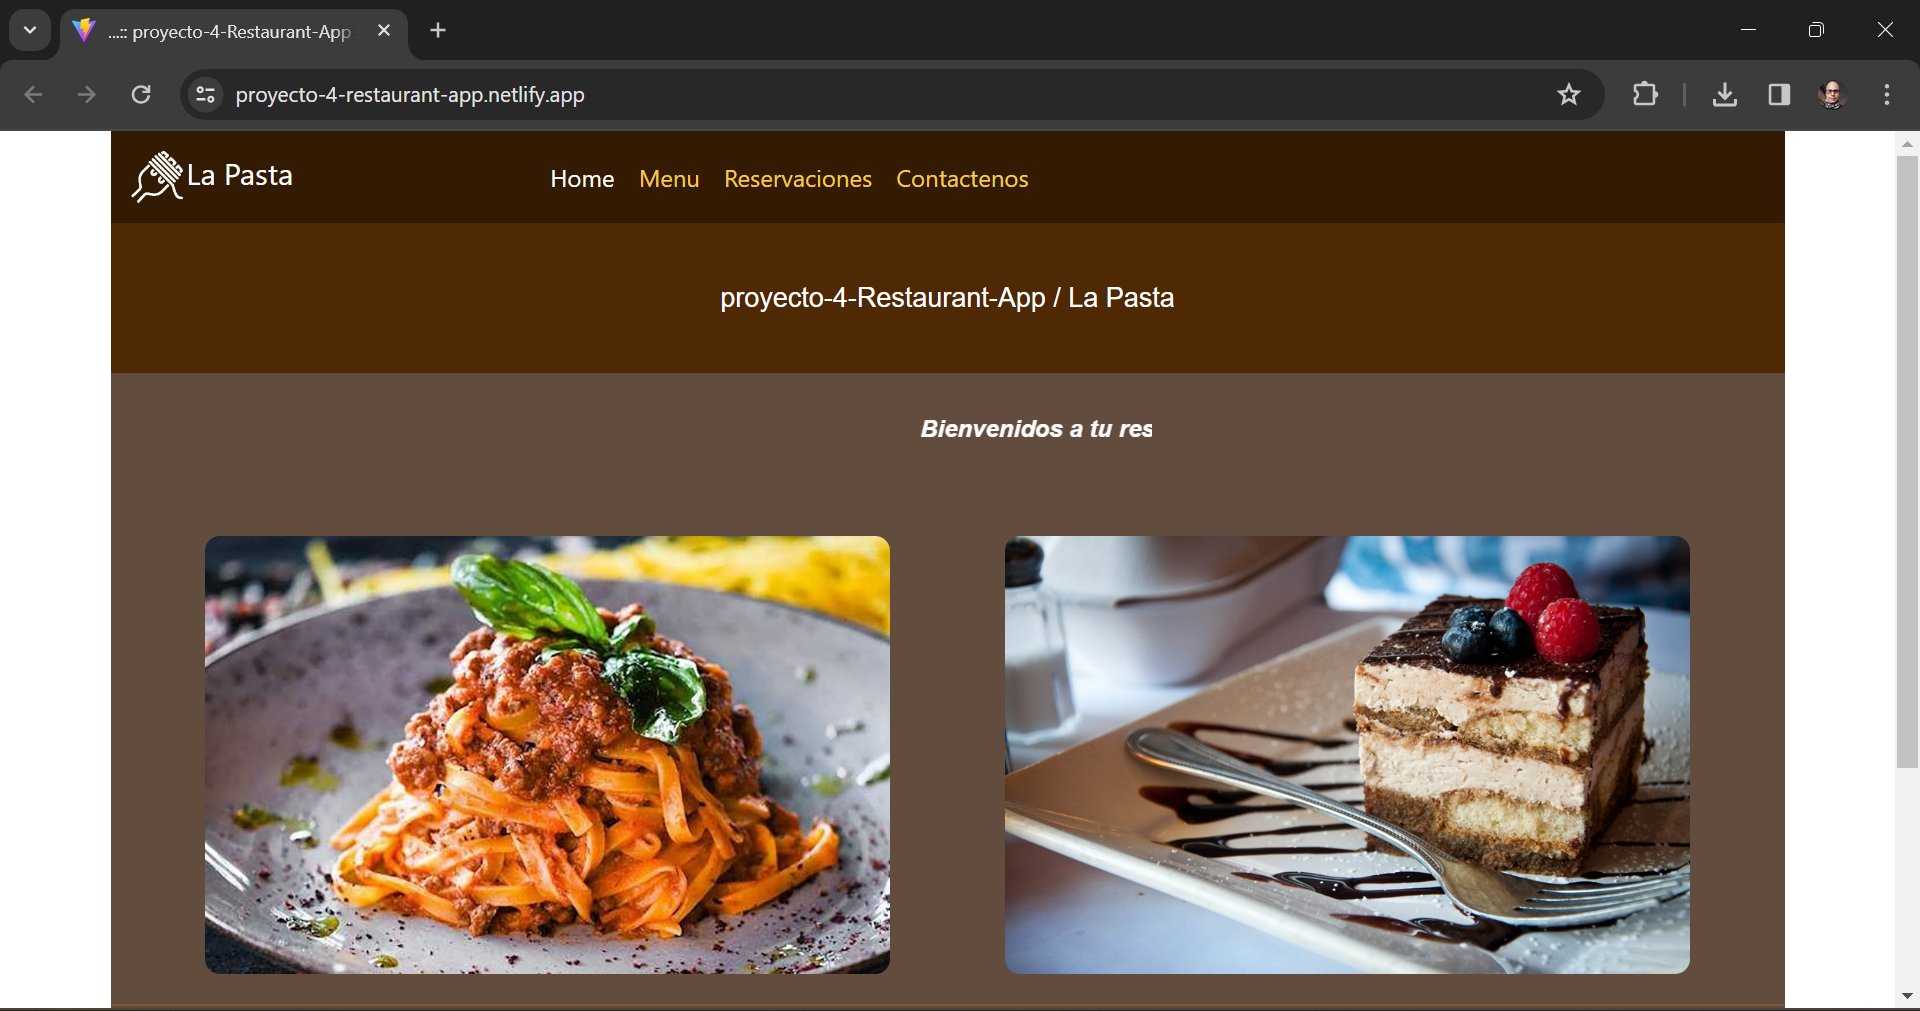 ...:: proyecto-4-Restaurant-App :
proyecto-4-restaurant-app.netlify.app
La Pasta
Home Menu Reservaciones Contactenos
proyecto-4-Restaurant-App / La Pasta
Bienvenidos a tu res